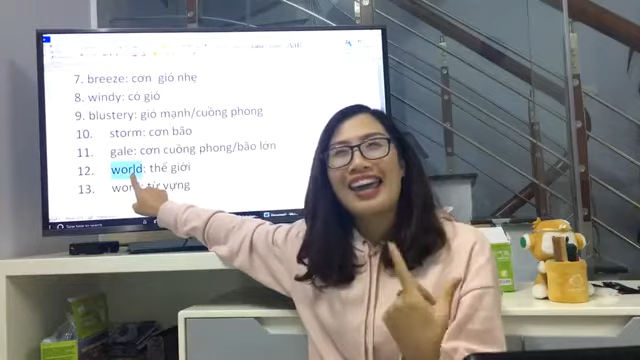 7. breeze: cơn gió nhẹ
8. windy: có gió
9. blustery: gió mạnh/cuồng phong
10. storm: cơn bão
11. gale: cơn cuồng phong/bão lớn
12. world: thế giới
13. từ vựng